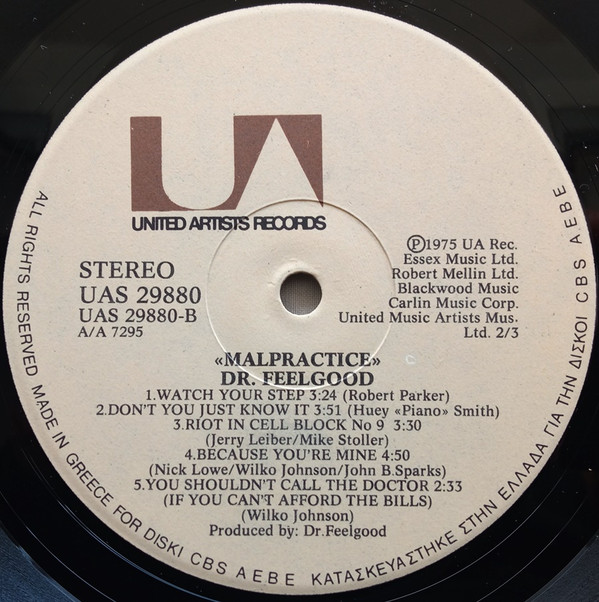 UA
UNITED ARTISTS RECORDS
STEREO
UAS 29880
UAS 29880-B
A/A 7295
Ⓟ1975 UA Rec.
Essex Music Ltd.
Robert Mellin Ltd.
Blackwood Music
Carlin Music Corp.
United Music Artists Mus.
Ltd. 2/3
«MALPRACTICE»
DR. FEELGOOD
1.WATCH YOUR STEP 3:24 (Robert Parker)
2.DON'T YOU JUST KNOW IT 3:51 (Huey «Piano» Smith)
3.RIOT IN CELL BLOCK No 9 3:30
(Jerry Leiber/Mike Stoller)
4.BECAUSE YOU'RE MINE 4:50
(Nick Lowe/Wilko Johnson/John B.Sparks)
5.YOU SHOULDN'T CALL THE DOCTOR 2:33
(IF YOU CAN'T AFFORD THE BILLS)
(Wilko Johnson)
Produced by: Dr.Feelgood
ALL RIGHTS RESERVED MADE IN GREECE FOR DISKI CBS A E B E ΚΑΤΑΣΚΕΥΑΣΤΗΚΕ ΣΤΗΝ ΕΛΛΑΔΑ ΓΙΑ ΤΗΝ ΔΙΣΚΟΙ CBS A.E.B.E.